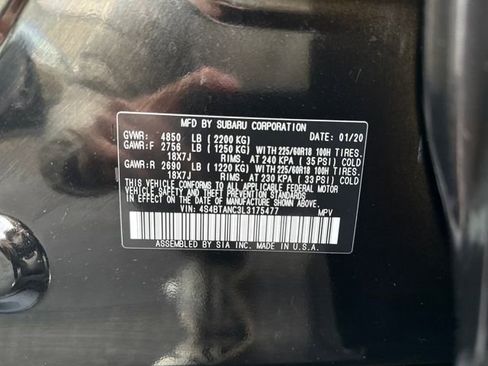 MFD BY SUBARU CORPORATION DATE: 01/20
GVWR: 4850 LB (2200 KG)
GAWR:F 2756 LB (1250 KG) WITH 225/60R18 100H TIRES.
18X7J RIMS. AT 240 KPA (35 PSI) COLD
GAWR:R 2690 LB (1220 KG) WITH 225/60R18 100H TIRES.
18X7J RIMS. AT 230 KPA (33 PSI) COLD
THIS VEHICLE CONFORMS TO ALL APPLICABLE FEDERAL MOTOR
VEHICLE SAFETY AND THEFT PREVENTION STANDARDS
IN EFFECT ON THE DATE OF MANUFACTURE SHOWN ABOVE.
VIN: 4S4BTANC3L3175477 MPV
ASSEMBLED BY SIA INC. IN U.S.A.